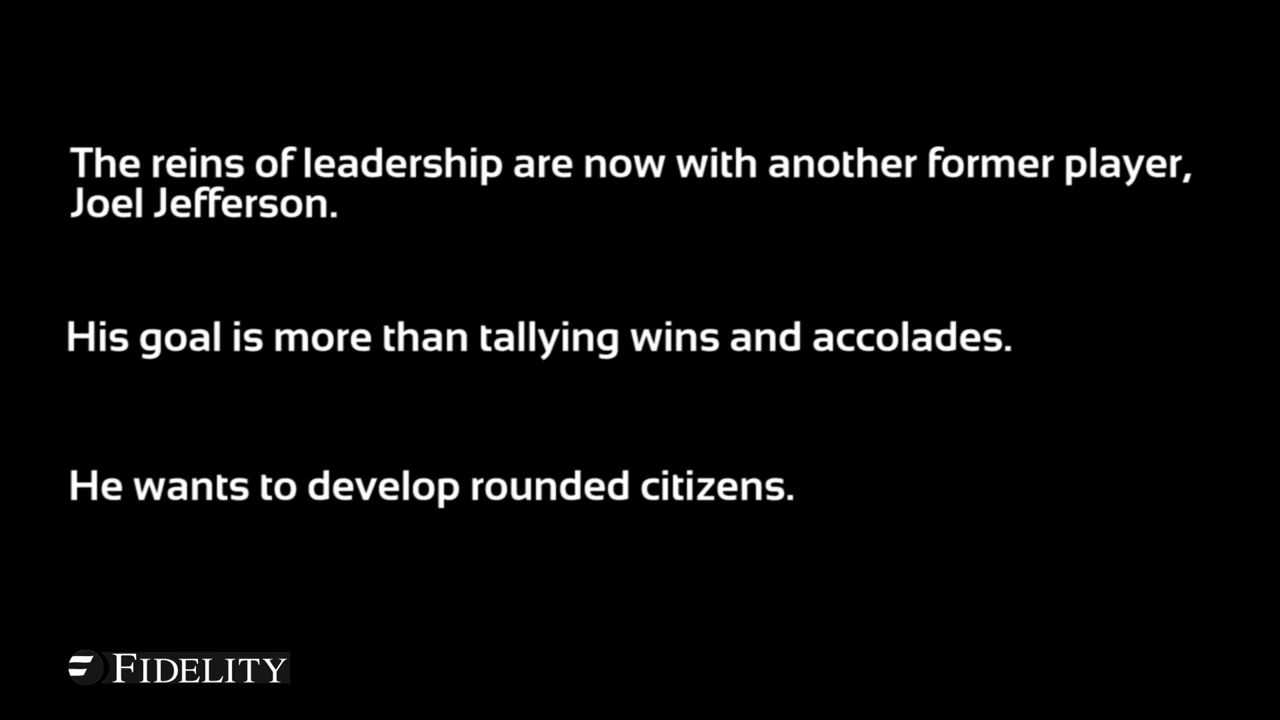 The reins of leadership are now with another former player,
Joel Jefferson.
His goal is more than tallying wins and accolades.
He wants to develop rounded citizens.
FIDELITY